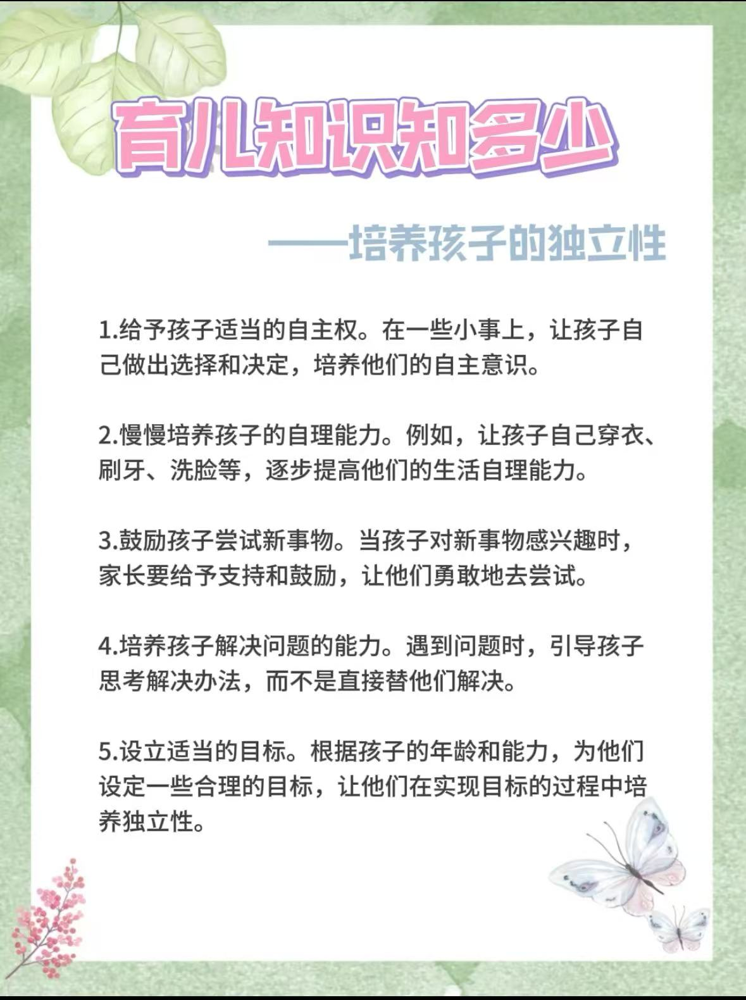 育儿知识知多少
——培养孩子的独立性
1.给予孩子适当的自主权。在一些小事上，让孩子自
己做出选择和决定，培养他们的自主意识。
2.慢慢培养孩子的自理能力。例如，让孩子自己穿衣、
刷牙、洗脸等，逐步提高他们的生活自理能力。
3.鼓励孩子尝试新事物。当孩子对新事物感兴趣时，
家长要给予支持和鼓励，让他们勇敢地去尝试。
4.培养孩子解决问题的能力。遇到问题时，引导孩子
思考解决办法，而不是直接替他们解决。
5.设立适当的目标。根据孩子的年龄和能力，为他们
设定一些合理的目标，让他们在实现目标的过程中培
养独立性。